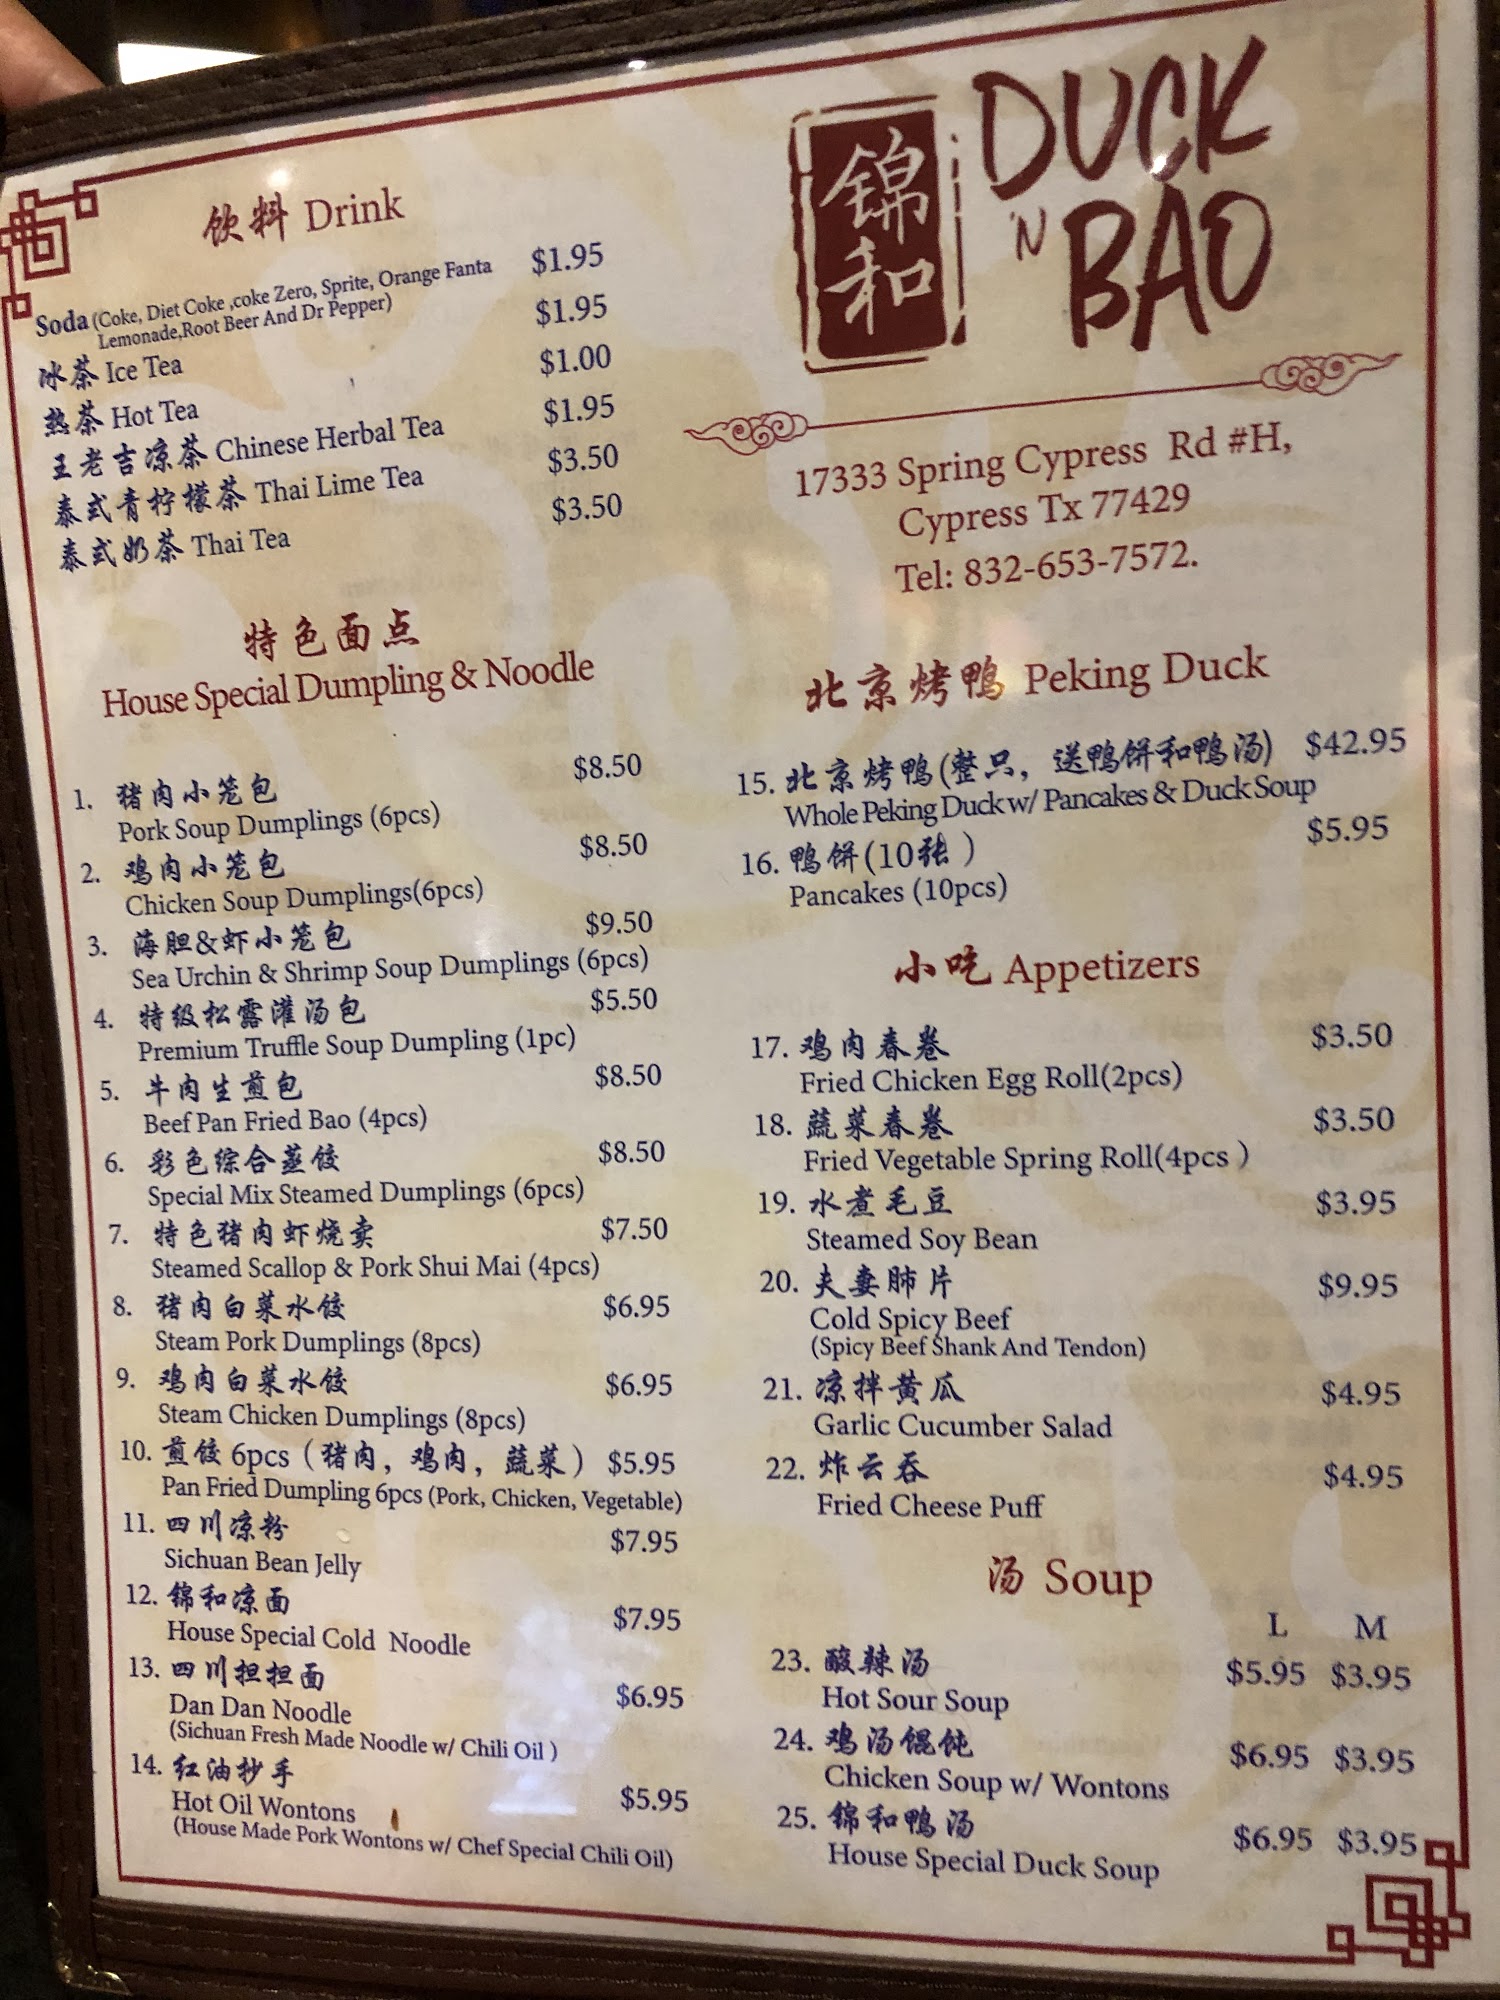 饮料 Drink
Soda (Coke, Diet Coke ,coke Zero, Sprite, Orange Fanta $1.95
Lemonade,Root Beer And Dr Pepper)
冰茶 Ice Tea $1.95
热茶 Hot Tea $1.00
王老吉凉茶 Chinese Herbal Tea $1.95
泰式青柠檬茶 Thai Lime Tea $3.50
泰式奶茶 Thai Tea $3.50
特色面点
House Special Dumpling & Noodle
1. 猪肉小笼包 $8.50
Pork Soup Dumplings (6pcs)
2. 鸡肉小笼包 $8.50
Chicken Soup Dumplings(6pcs)
3. 海胆&虾小笼包 $9.50
Sea Urchin & Shrimp Soup Dumplings (6pcs)
4. 特级松露灌汤包 $5.50
Premium Truffle Soup Dumpling (1pc)
5. 牛肉生煎包 $8.50
Beef Pan Fried Bao (4pcs)
6. 彩色综合蒸饺 $8.50
Special Mix Steamed Dumplings (6pcs)
7. 特色猪肉虾烧卖 $7.50
Steamed Scallop & Pork Shui Mai (4pcs)
8. 猪肉白菜水饺 $6.95
Steam Pork Dumplings (8pcs)
9. 鸡肉白菜水饺 $6.95
Steam Chicken Dumplings (8pcs)
10. 煎饺 6pcs (猪肉, 鸡肉, 蔬菜) $5.95
Pan Fried Dumpling 6pcs (Pork, Chicken, Vegetable)
11. 四川凉粉 $7.95
Sichuan Bean Jelly
12. 锦和凉面 $7.95
House Special Cold Noodle
13. 四川担担面 $6.95
Dan Dan Noodle
(Sichuan Fresh Made Noodle w/ Chili Oil )
14. 红油抄手 $5.95
Hot Oil Wontons
(House Made Pork Wontons w/ Chef Special Chili Oil)
锦和
DUCK
'N BAO
17333 Spring Cypress Rd #H,
Cypress Tx 77429
Tel: 832-653-7572.
北京烤鸭 Peking Duck
15. 北京烤鸭(整只, 送鸭饼和鸭汤) $42.95
Whole Peking Duck w/ Pancakes & Duck Soup
16. 鸭饼(10张 ) $5.95
Pancakes (10pcs)
小吃 Appetizers
17. 鸡肉春卷 $3.50
Fried Chicken Egg Roll(2pcs)
18. 蔬菜春卷 $3.50
Fried Vegetable Spring Roll(4pcs )
19. 水煮毛豆 $3.95
Steamed Soy Bean
20. 夫妻肺片 $9.95
Cold Spicy Beef
(Spicy Beef Shank And Tendon)
21. 凉拌黄瓜 $4.95
Garlic Cucumber Salad
22. 炸云吞 $4.95
Fried Cheese Puff
汤 Soup
L M
23. 酸辣汤 $5.95 $3.95
Hot Sour Soup
24. 鸡汤馄饨 $6.95 $3.95
Chicken Soup w/ Wontons
25. 锦和鸭汤 $6.95 $3.95
House Special Duck Soup